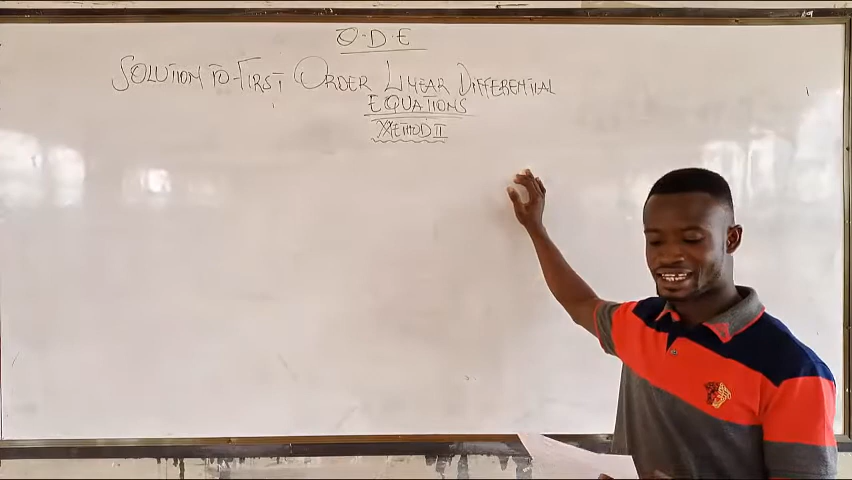 O.D.E
SOLUTION TO FIRST ORDER LINEAR DIFFERENTIAL
EQUATIONS
METHOD II